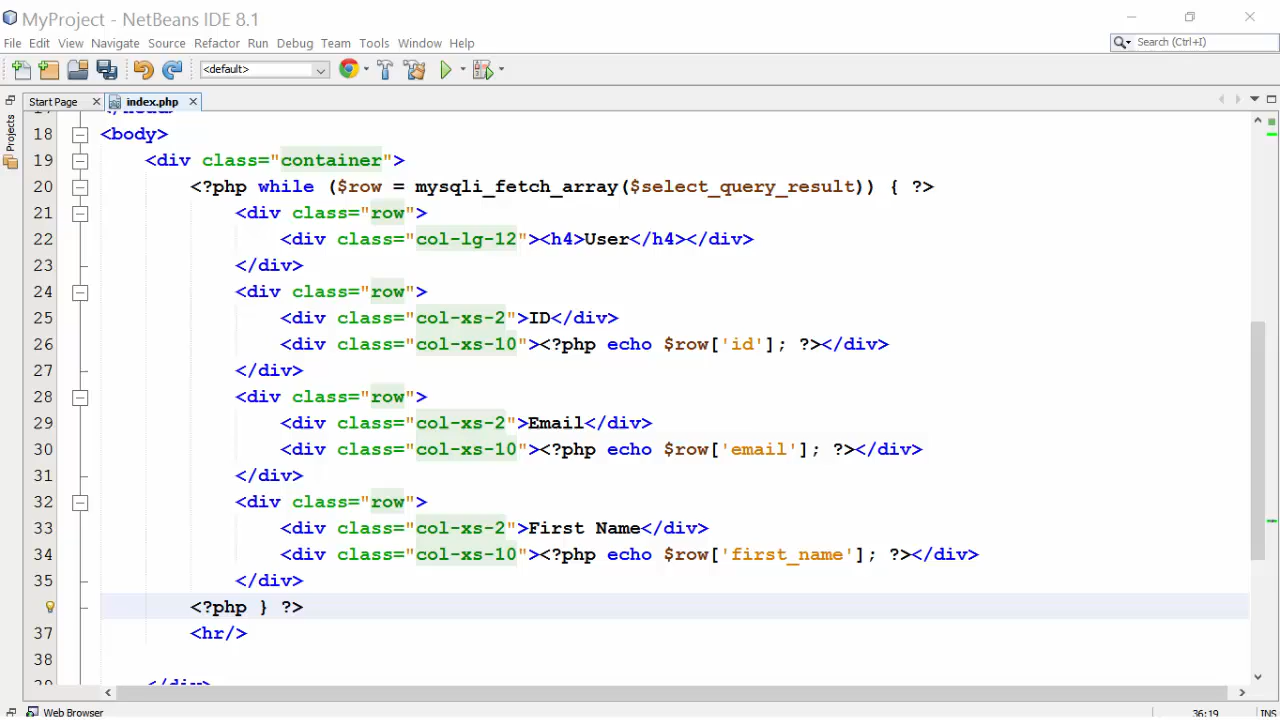 MyProject - NetBeans IDE 8.1
File Edit View Navigate Source Refactor Run Debug Team Tools Window Help
Search (Ctrl+I)
<default>
Start Page index.php
Projects
18 <body>
19 <div class="container">
20 <?php while ($row = mysqli_fetch_array($select_query_result)) { ?>
21 <div class="row">
22 <div class="col-lg-12"><h4>User</h4></div>
23 </div>
24 <div class="row">
25 <div class="col-xs-2">ID</div>
26 <div class="col-xs-10"><?php echo $row['id']; ?></div>
27 </div>
28 <div class="row">
29 <div class="col-xs-2">Email</div>
30 <div class="col-xs-10"><?php echo $row['email']; ?></div>
31 </div>
32 <div class="row">
33 <div class="col-xs-2">First Name</div>
34 <div class="col-xs-10"><?php echo $row['first_name']; ?></div>
35 </div>
<?php } ?>
37 <hr/>
38
Web Browser
36:19 INS